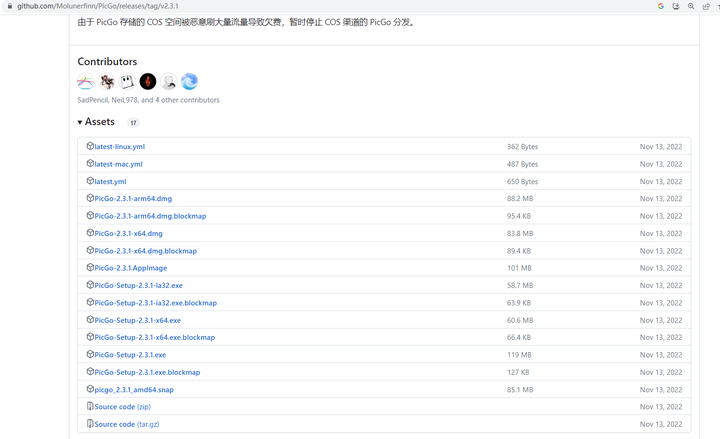 github.com/Molunerfinn/PicGo/releases/tag/v2.3.1
由于 PicGo 存储的 COS 空间被恶意刷大量流量导致欠费，暂时停止 COS 渠道的 PicGo 分发。
Contributors
SadPencil, NeiL978, and 4 other contributors
Assets 17
latest-linux.yml 362 Bytes Nov 13, 2022
latest-mac.yml 487 Bytes Nov 13, 2022
latest.yml 650 Bytes Nov 13, 2022
PicGo-2.3.1-arm64.dmg 88.2 MB Nov 13, 2022
PicGo-2.3.1-arm64.dmg.blockmap 95.4 KB Nov 13, 2022
PicGo-2.3.1-x64.dmg 83.8 MB Nov 13, 2022
PicGo-2.3.1-x64.dmg.blockmap 89.4 KB Nov 13, 2022
PicGo-2.3.1.AppImage 101 MB Nov 13, 2022
PicGo-Setup-2.3.1-ia32.exe 58.7 MB Nov 13, 2022
PicGo-Setup-2.3.1-ia32.exe.blockmap 63.9 KB Nov 13, 2022
PicGo-Setup-2.3.1-x64.exe 60.6 MB Nov 13, 2022
PicGo-Setup-2.3.1-x64.exe.blockmap 66.4 KB Nov 13, 2022
PicGo-Setup-2.3.1.exe 119 MB Nov 13, 2022
PicGo-Setup-2.3.1.exe.blockmap 127 KB Nov 13, 2022
picgo_2.3.1_amd64.snap 85.1 MB Nov 13, 2022
Source code (zip) Nov 13, 2022
Source code (tar.gz) Nov 13, 2022